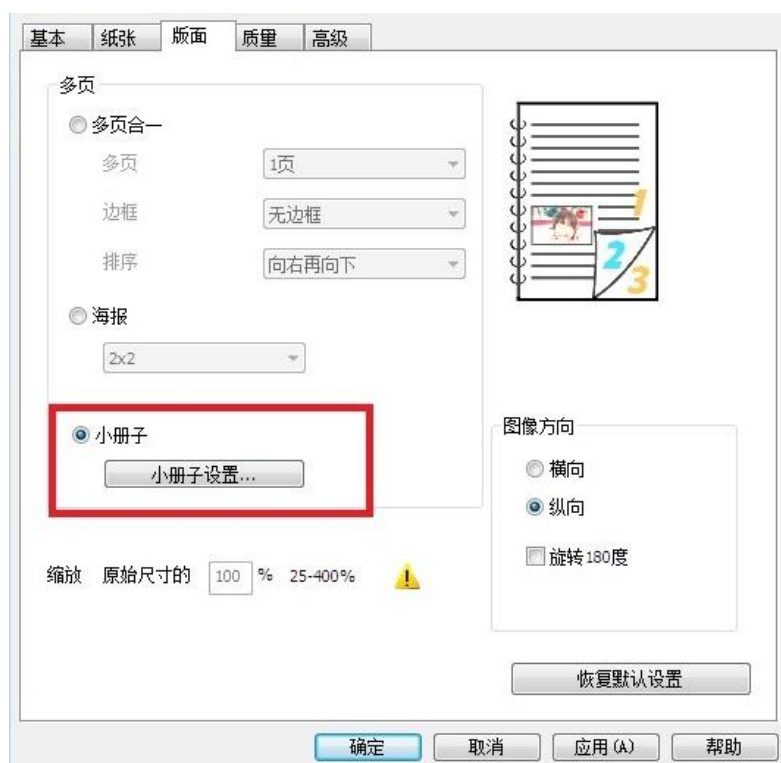 基本 纸张 版面 质里 高级
多页
多页合一
多页 1页
边框 无边框
排序 向右再向下
海报
2x2
小册子
小册子设置...
1
2
3
图像方向
横向
纵向
旋转180度
缩放 原始尺寸的 100 % 25-400%
恢复默认设置
确定 取消 应用(A) 帮助